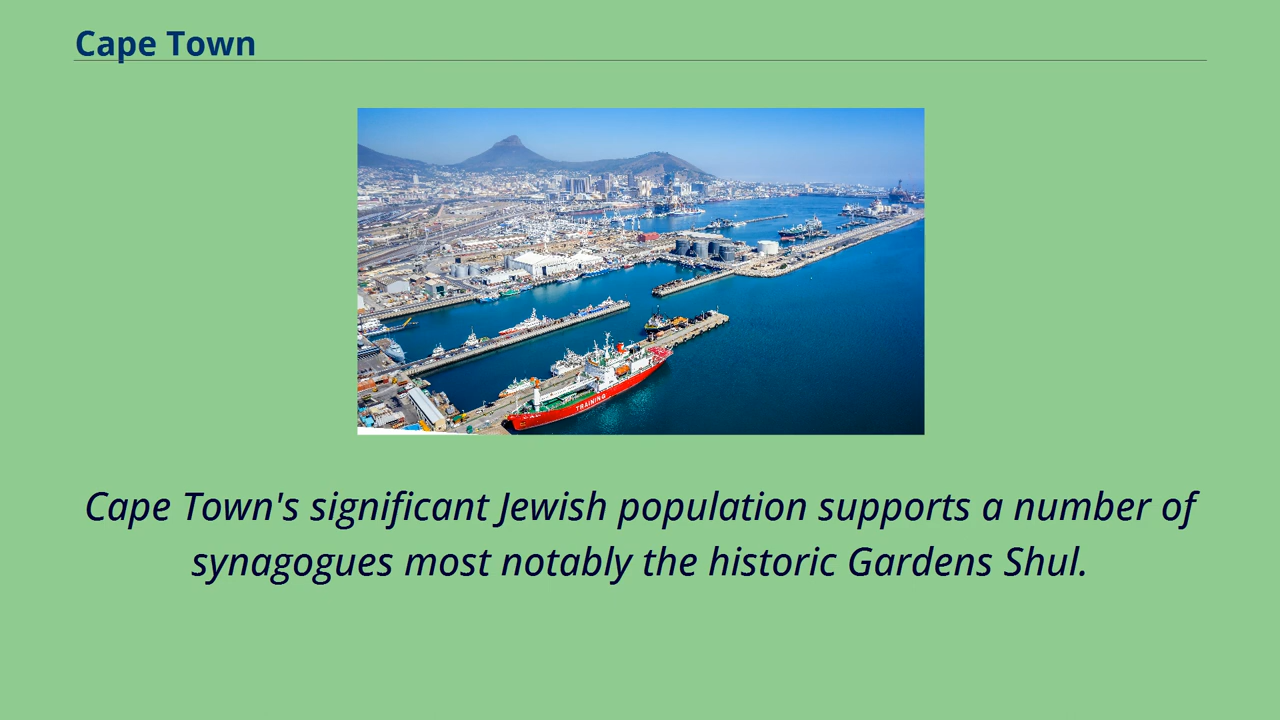 Cape Town
TRAINING
Cape Town's significant Jewish population supports a number of
synagogues most notably the historic Gardens Shul.